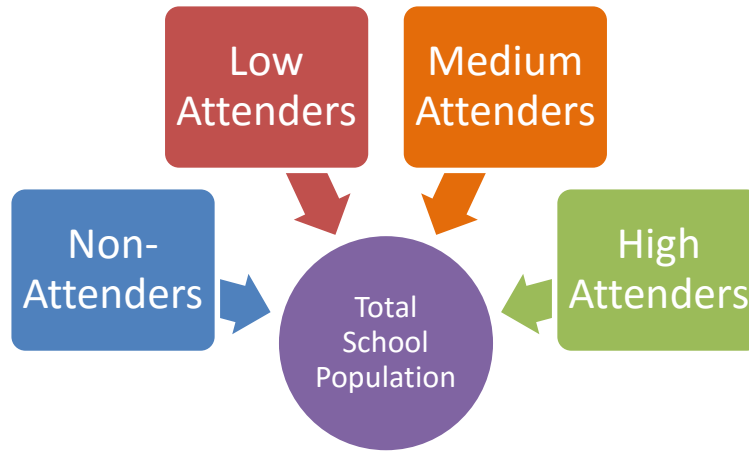 Non-
Attenders
Low
Attenders
Medium
Attenders
High
Attenders
Total
School
Population